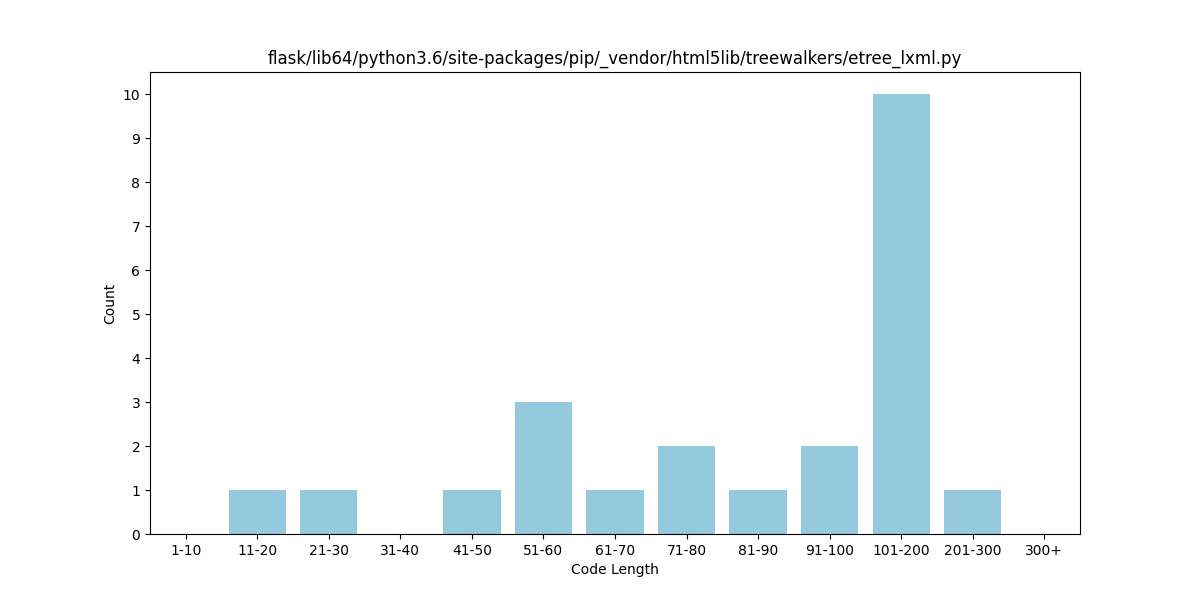 flask/lib64/python3.6/site-packages/pip/_vendor/html5lib/treewalkers/etree_lxml.py
10
9
8
7
6
5
4
3
2
1
0
Count
1-10 11-20 21-30 31-40 41-50 51-60 61-70 71-80 81-90 91-100 101-200 201-300 300+
Code Length